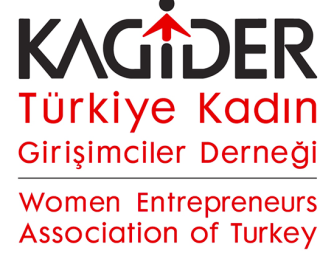 KAGİDER
Türkiye Kadın
Girişimciler Derneği
Women Entrepreneurs
Association of Turkey